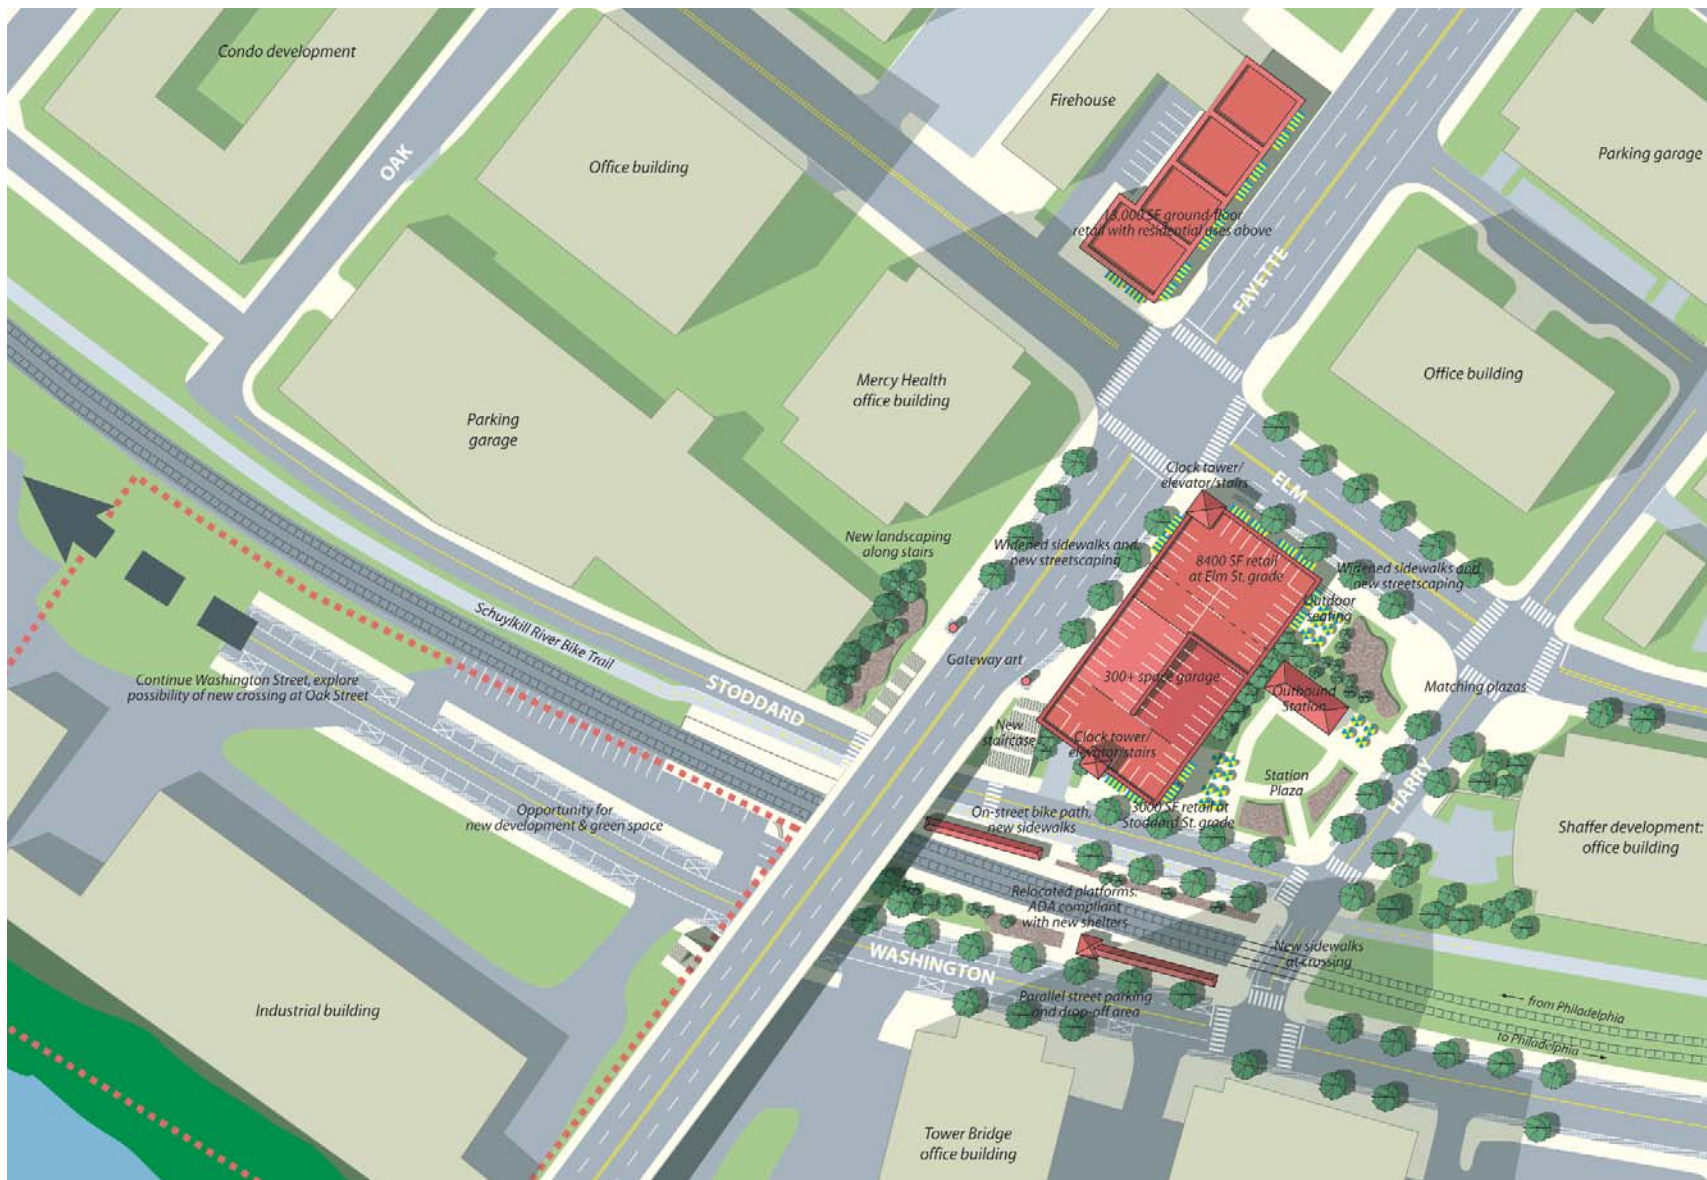 Condo development
Firehouse
OAK
Office building
Parking garage
13,000 SF ground-floor
retail with residential uses above
FAYETTE
Office building
Mercy Health
office building
Parking
garage
Clock tower/
elevator/stairs
ELM
New landscaping
along stairs
Widened sidewalks and
new streetscaping
8400 SF retail
at Elm St. grade
Widened sidewalks and
new streetscaping
Outdoor
seating
Schuylkill River Bike Trail
Gateway art
300+ space garage
Outbound
Station
Matching plazas
Continue Washington Street, explore
possibility of new crossing at Oak Street
STODDARD
New
staircase
Clock tower/
elevator/stairs
Station
Plaza
HARRY
Opportunity for
new development & green space
On-street bike path,
new sidewalks
3000 SF retail at
Stoddard St. grade
Shaffer development:
office building
Relocated platforms:
ADA compliant
with new shelters
WASHINGTON
New sidewalks
at crossing
Industrial building
Parallel street parking
and drop-off area
from Philadelphia
to Philadelphia
Tower Bridge
office building